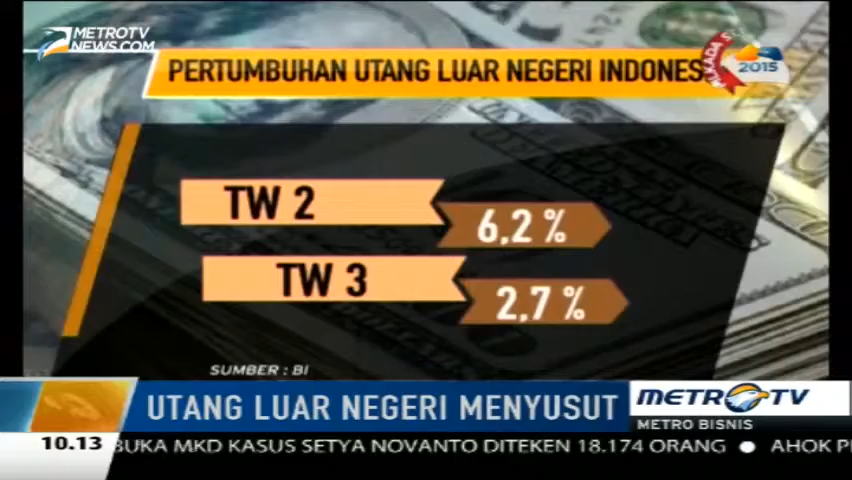 METROTV
NEWS.COM
PERTUMBUHAN UTANG LUAR NEGERI INDONES
2015
TW 2
6,2 %
TW 3
2,7 %
SUMBER : BI
UTANG LUAR NEGERI MENYUSUT
METRO TV
METRO BISNIS
10.13
BUKA MKD KASUS SETYA NOVANTO DITEKEN 18.174 ORANG ● AHOK P